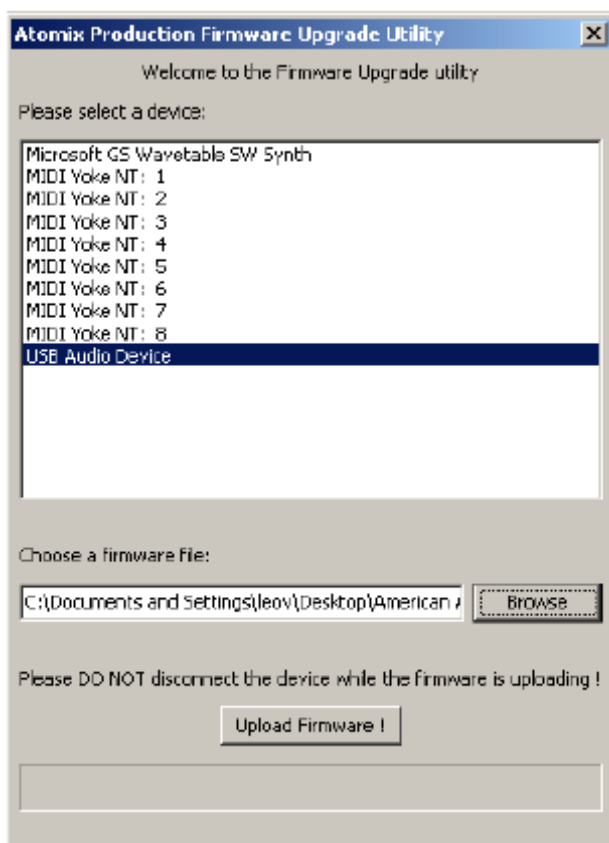 Atomix Production Firmware Upgrade Utility
Welcome to the Firmware Upgrade utility
Please select a device:
Microsoft GS Wavetable SW Synth
MIDI Yoke NT: 1
MIDI Yoke NT: 2
MIDI Yoke NT: 3
MIDI Yoke NT: 4
MIDI Yoke NT: 5
MIDI Yoke NT: 6
MIDI Yoke NT: 7
MIDI Yoke NT: 8
USB Audio Device
Choose a firmware file:
C:\Documents and Settings\leov\Desktop\American Browse
Please DO NOT disconnect the device while the firmware is uploading !
Upload Firmware !